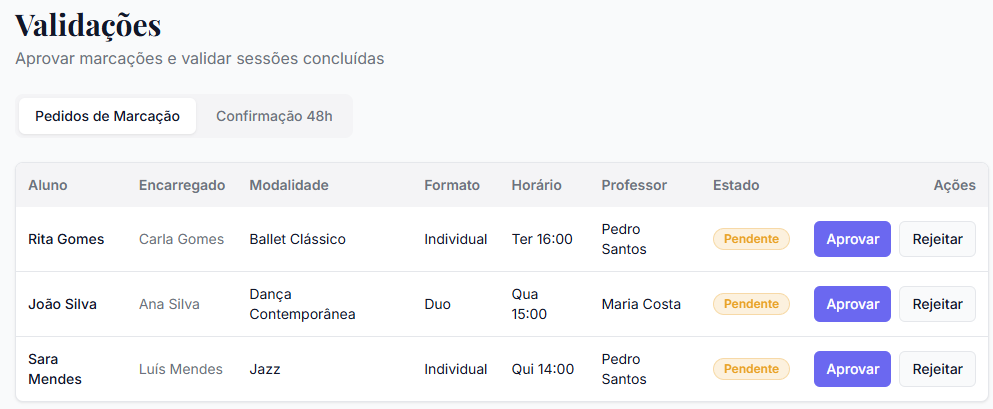 Validações
Aprovar marcações e validar sessões concluídas
Pedidos de Marcação Confirmação 48h
Aluno Encarregado Modalidade Formato Horário Professor Estado Ações
Rita Gomes Carla Gomes Ballet Clássico Individual Ter 16:00 Pedro Santos Pendente Aprovar Rejeitar
João Silva Ana Silva Dança Contemporânea Duo Qua 15:00 Maria Costa Pendente Aprovar Rejeitar
Sara Mendes Luís Mendes Jazz Individual Qui 14:00 Pedro Santos Pendente Aprovar Rejeitar